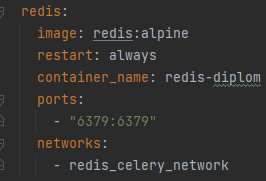 redis:
  image: redis:alpine
  restart: always
  container_name: redis-diplom
  ports:
    - "6379:6379"
  networks:
    - redis_celery_network